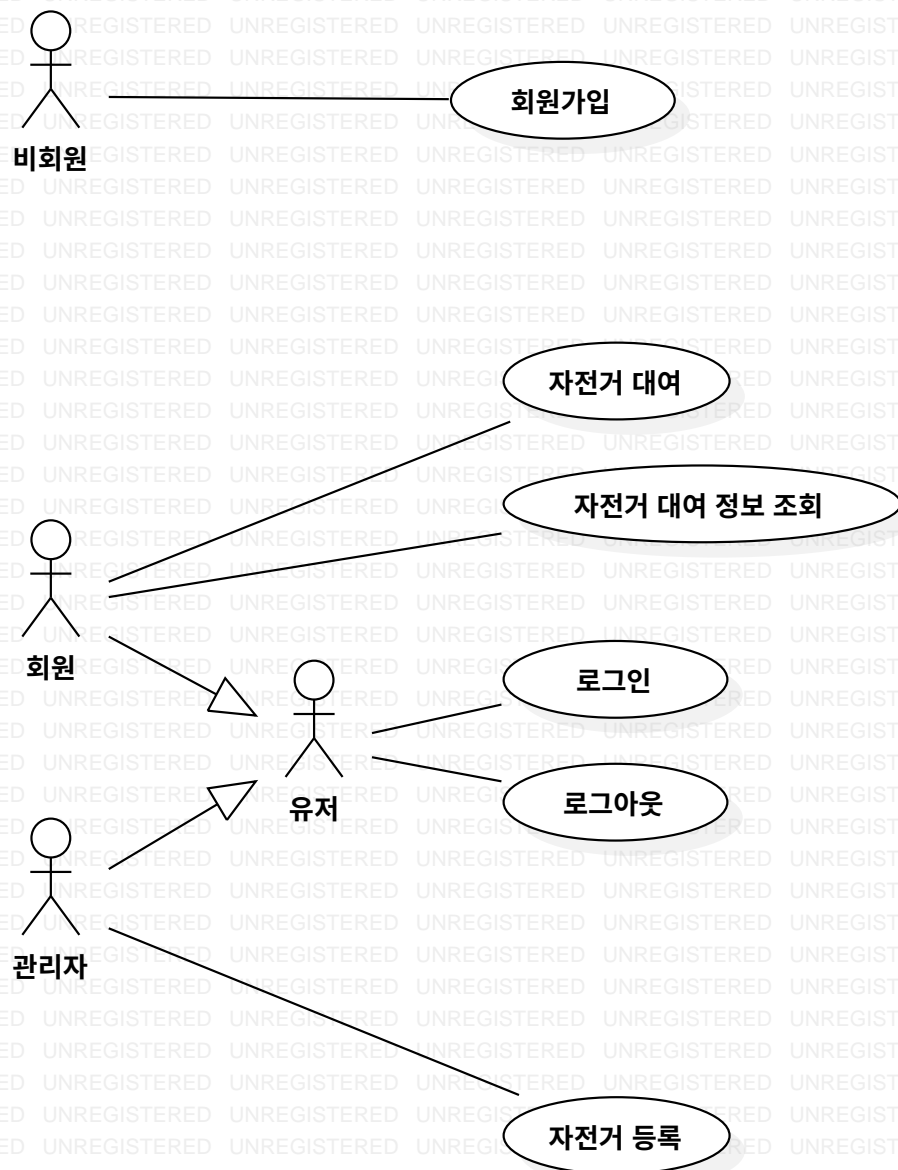 회원가입
비회원
자전거 대여
자전거 대여 정보 조회
회원
로그인
유저
로그아웃
관리자
자전거 등록
UNREGISTERED